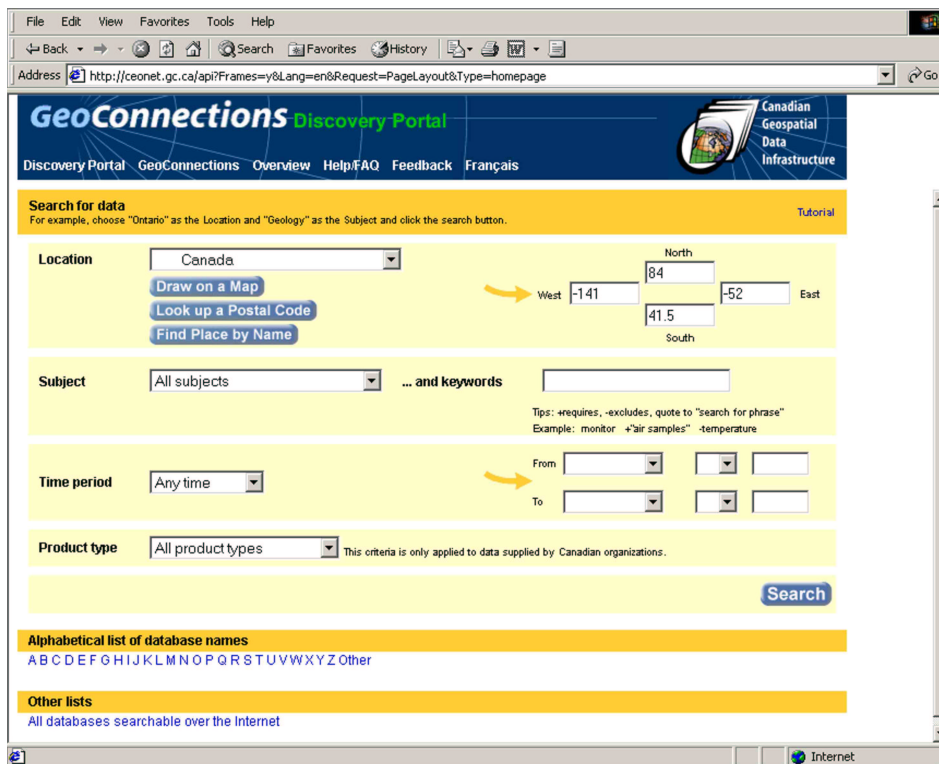 File Edit View Favorites Tools Help
Back Search Favorites History
Address http://ceonet.gc.ca/api?Frames=y&Lang=en&Request=PageLayout&Type=homepage Go
GeoConnections Discovery Portal
Canadian
Geospatial
Data
Infrastructure
Discovery Portal GeoConnections Overview Help/FAQ Feedback Français
Search for data
For example, choose "Ontario" as the Location and "Geology" as the Subject and click the search button.
Tutorial
Location Canada
Draw on a Map
Look up a Postal Code
Find Place by Name
North
84
West -141 -52 East
41.5
South
Subject All subjects ... and keywords
Tips: +requires, -excludes, quote to "search for phrase"
Example: monitor +"air samples" -temperature
Time period Any time
From
To
Product type All product types This criteria is only applied to data supplied by Canadian organizations.
Search
Alphabetical list of database names
A B C D E F G H I J K L M N O P Q R S T U V W X Y Z Other
Other lists
All databases searchable over the Internet
Internet